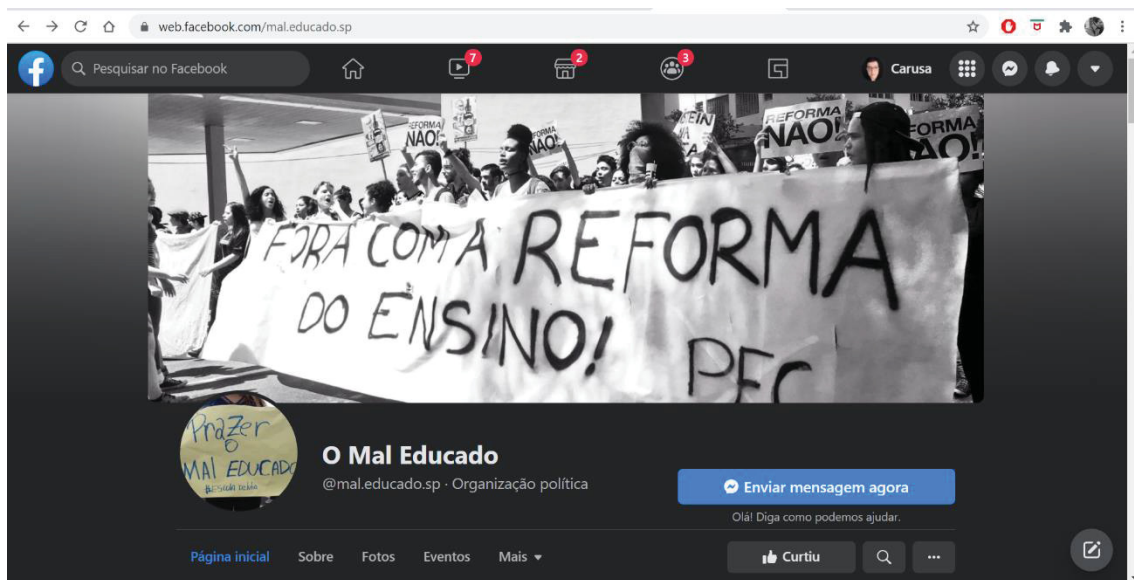 web.facebook.com/mal.educado.sp
Pesquisar no Facebook
7
2
3
Carusa
REFORMA
NÃO!
REFORMA
NÃO!
FORMA
NÃO!
FORA COM A REFORMA
DO ENSINO!
PEC
Prazer
O
MAL EDUCADO
O Mal Educado
@mal.educado.sp · Organização política
Enviar mensagem agora
Olá! Diga como podemos ajudar.
Página inicial Sobre Fotos Eventos Mais
Curtiu